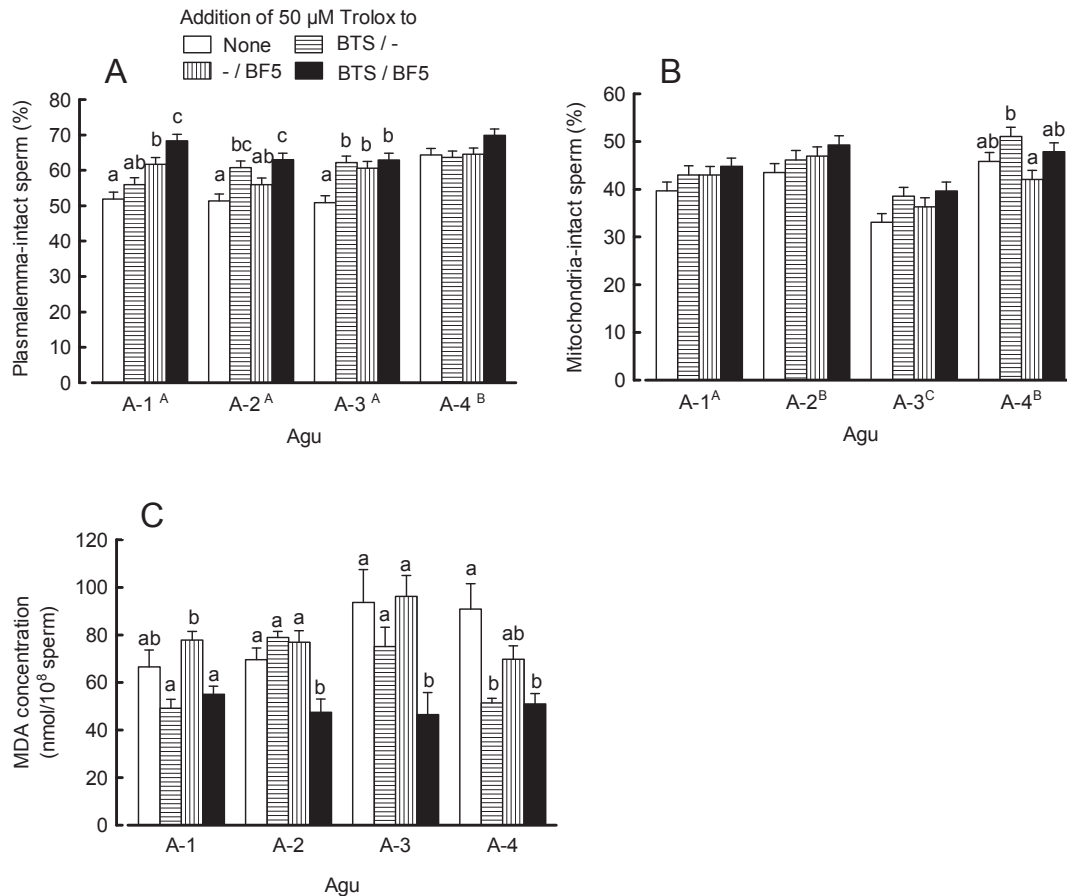 Addition of 50 µM Trolox to
None
BTS / -
- / BF5
BTS / BF5
A
Plasmalemma-intact sperm (%)
100
90
80
70
60
50
40
30
20
10
0
a ab b c
a bc ab c
a b b b
A-1 A
A-2 A
A-3 A
A-4 B
Agu
B
Mitochondria-intact sperm (%)
60
50
40
30
20
10
0
ab b a ab
A-1A
A-2B
A-3C
A-4B
Agu
C
MDA concentration
(nmol/108 sperm)
120
100
80
60
40
20
0
ab a b a
a a a b
a a a b
a b ab b
A-1
A-2
A-3
A-4
Agu